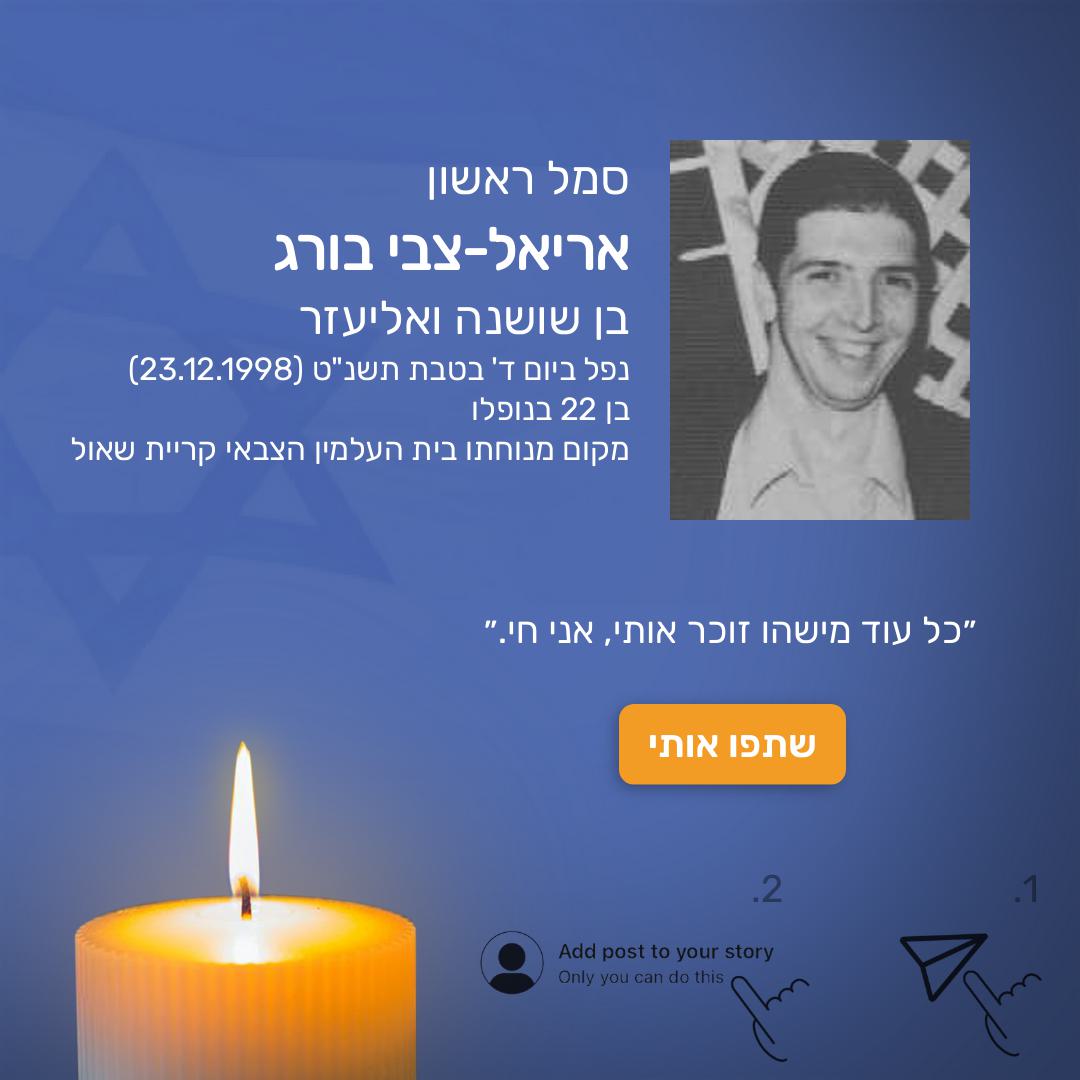 סמל ראשון
אריאל-צבי בורג
בן שושנה ואליעזר
נפל ביום ד' בטבת תשנ"ט (23.12.1998)
בן 22 בנופלו
מקום מנוחתו בית העלמין הצבאי קריית שאול
״כל עוד מישהו זוכר אותי, אני חי.״
שתפו אותי
.1
.2
Add post to your story
Only you can do this